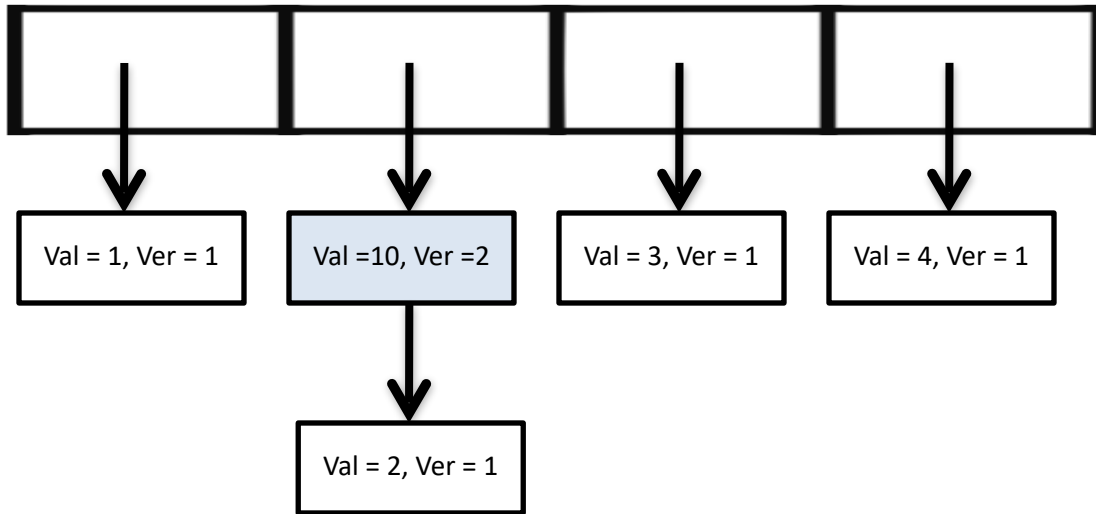 Val = 1, Ver = 1
Val =10, Ver =2
Val = 3, Ver = 1
Val = 4, Ver = 1
Val = 2, Ver = 1